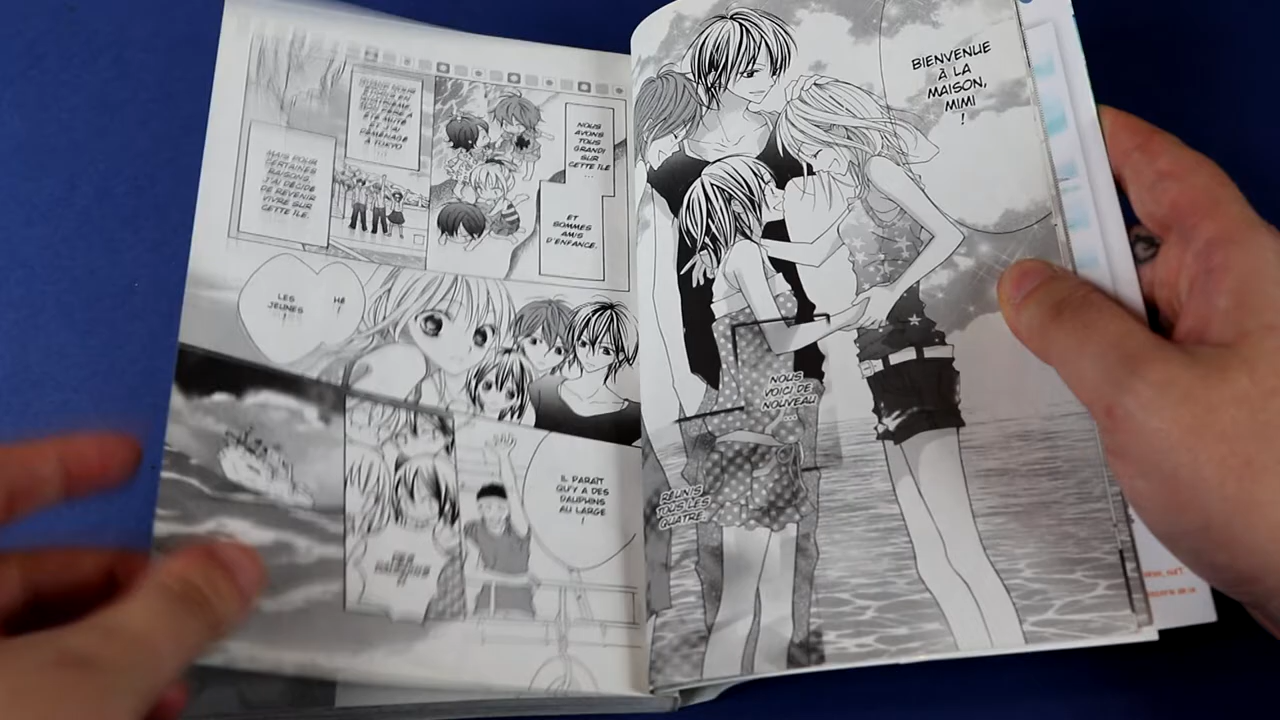 NOUS
AVONS
TOUS
GRANDI
SUR
CETTE ÎLE
...
ET
SOMMES
AMIS
D'ENFANCE.
À TOKYO
...
MAIS POUR
CERTAINES
RAISONS,
J'AI DÉCIDÉ
DE REVENIR
VIVRE SUR
CETTE ÎLE.
HÉ
!
LES
JEUNES
!
IL PARAÎT
QU'Y A DES
DAUPHINS
AU LARGE
!
BIENVENUE
À LA
MAISON,
MIMI
!
NOUS
VOICI DE
NOUVEAU
...
RÉUNIS
TOUS LES
QUATRE.